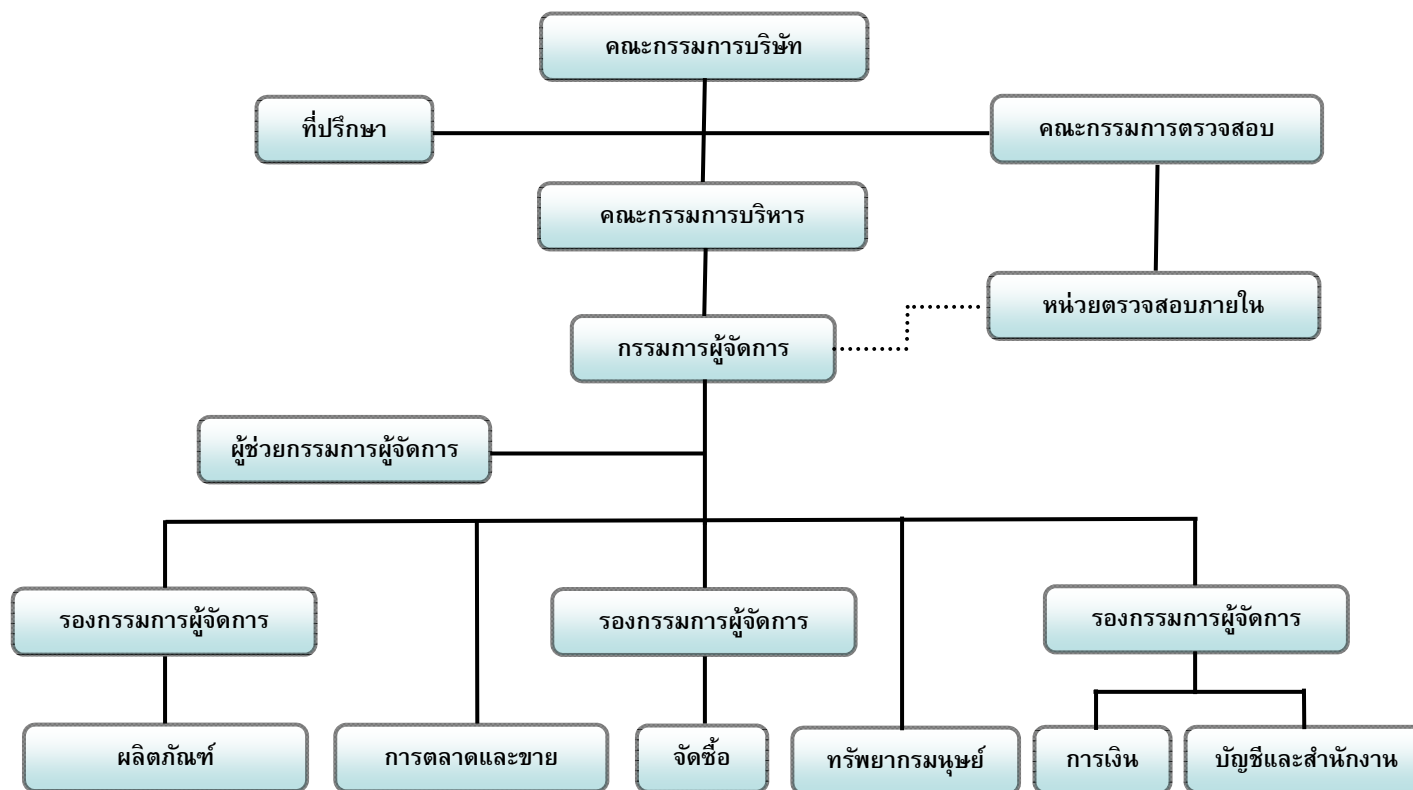 คณะกรรมการบริษัท
ที่ปรึกษา
คณะกรรมการตรวจสอบ
คณะกรรมการบริหาร
หน่วยตรวจสอบภายใน
กรรมการผู้จัดการ
ผู้ช่วยกรรมการผู้จัดการ
รองกรรมการผู้จัดการ
รองกรรมการผู้จัดการ
รองกรรมการผู้จัดการ
ผลิตภัณฑ์
การตลาดและขาย
จัดซื้อ
ทรัพยากรมนุษย์
การเงิน
บัญชีและสำนักงาน